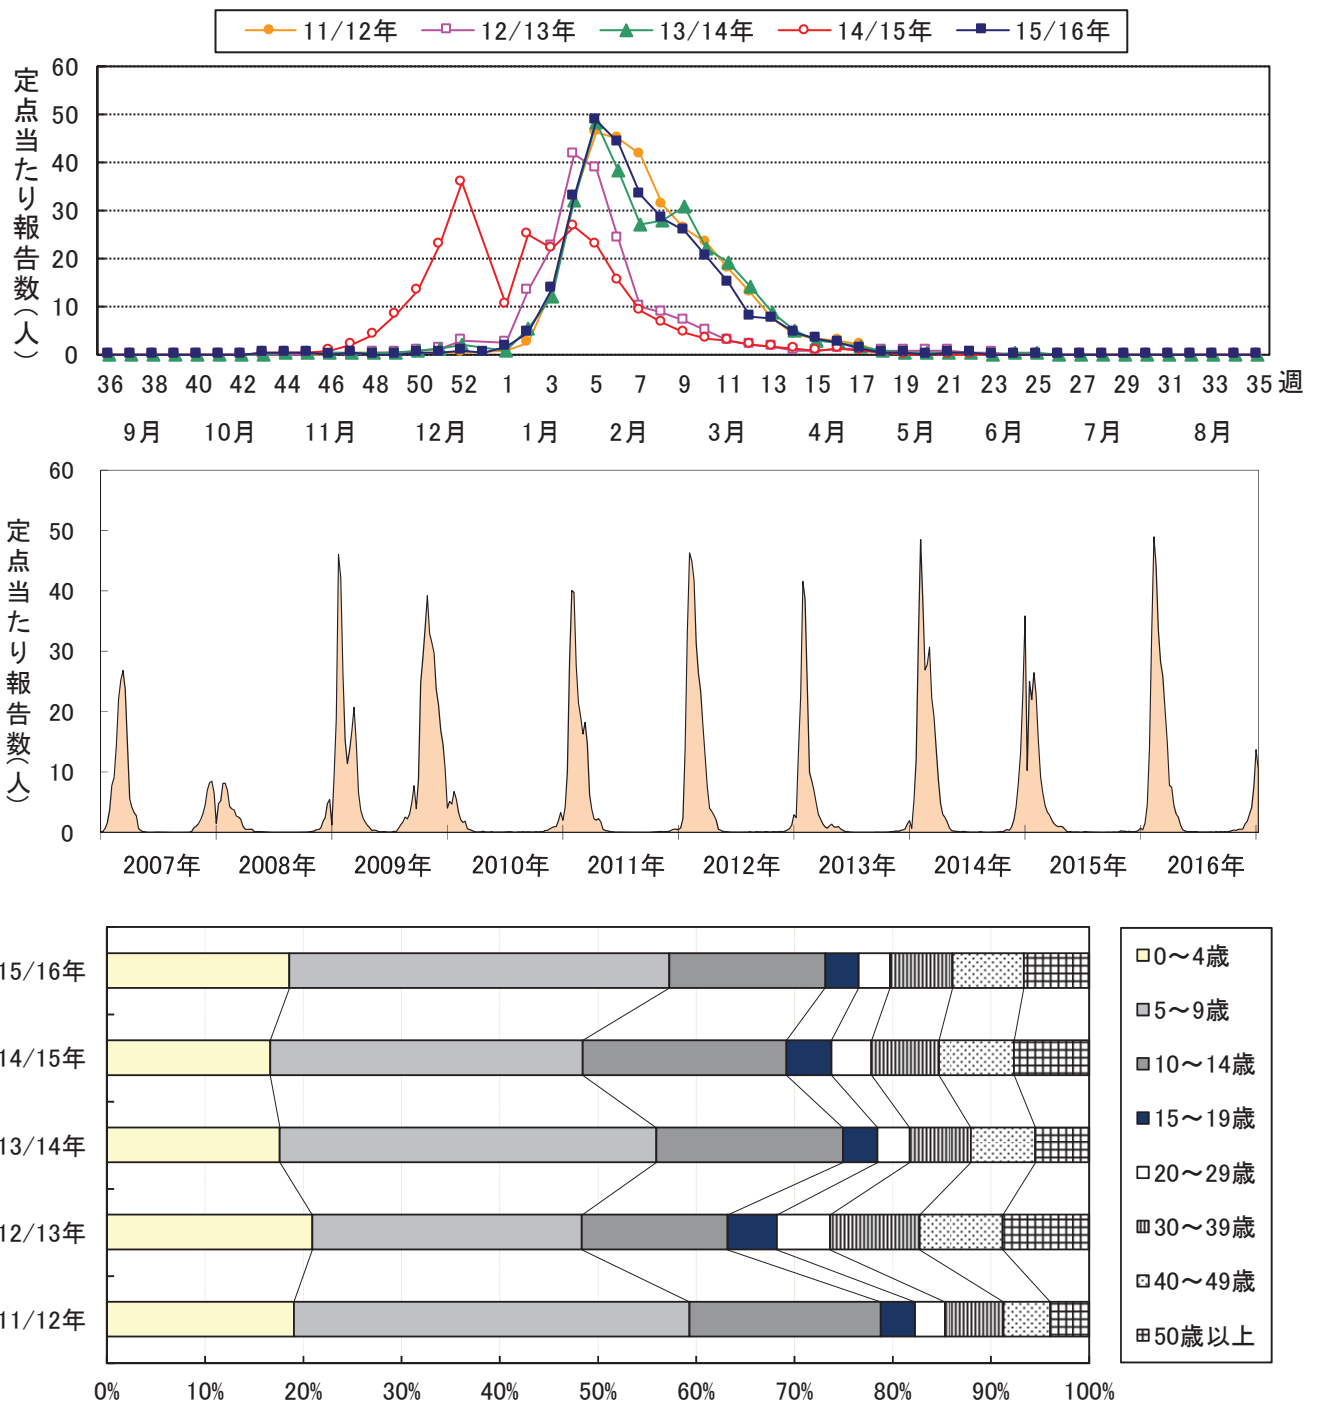 11/12年 12/13年 13/14年 14/15年 15/16年
定点当たり報告数(人)
60
50
40
30
20
10
0
36 38 40 42 44 46 48 50 52 1 3 5 7 9 11 13 15 17 19 21 23 25 27 29 31 33 35 週
9月 10月 11月 12月 1月 2月 3月 4月 5月 6月 7月 8月
定点当たり報告数(人)
60
50
40
30
20
10
0
2007年 2008年 2009年 2010年 2011年 2012年 2013年 2014年 2015年 2016年
15/16年
14/15年
13/14年
12/13年
11/12年
0% 10% 20% 30% 40% 50% 60% 70% 80% 90% 100%
0～4歳
5～9歳
10～14歳
15～19歳
20～29歳
30～39歳
40～49歳
50歳以上